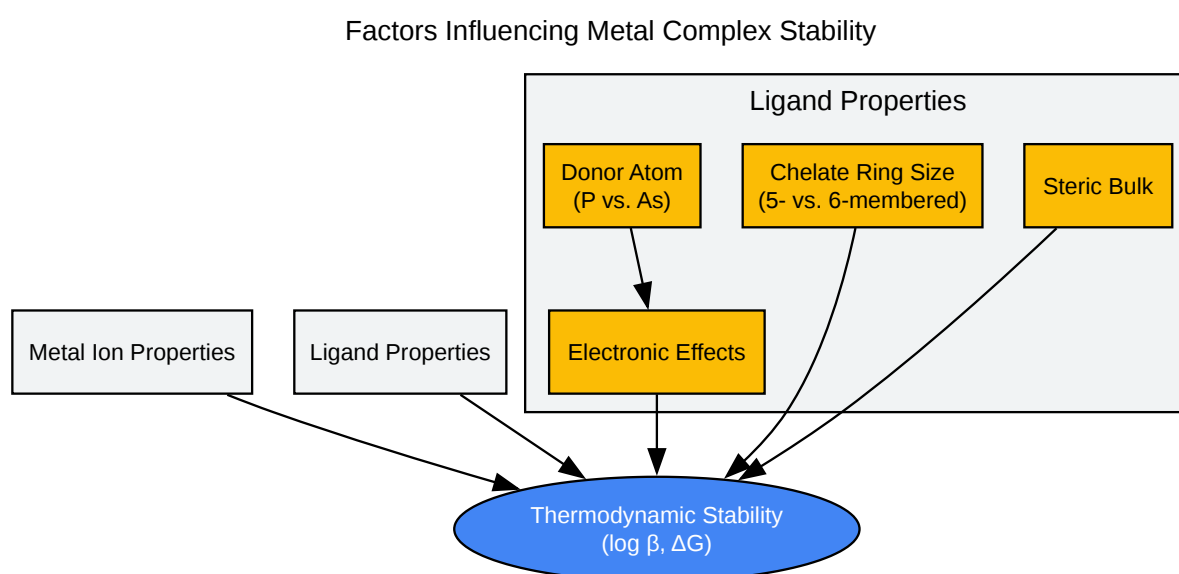 Factors Influencing Metal Complex Stability
Ligand Properties
Donor Atom
(P vs. As)
Chelate Ring Size
(5- vs. 6-membered)
Steric Bulk
Metal Ion Properties
Ligand Properties
Electronic Effects
Thermodynamic Stability
(log β, ΔG)